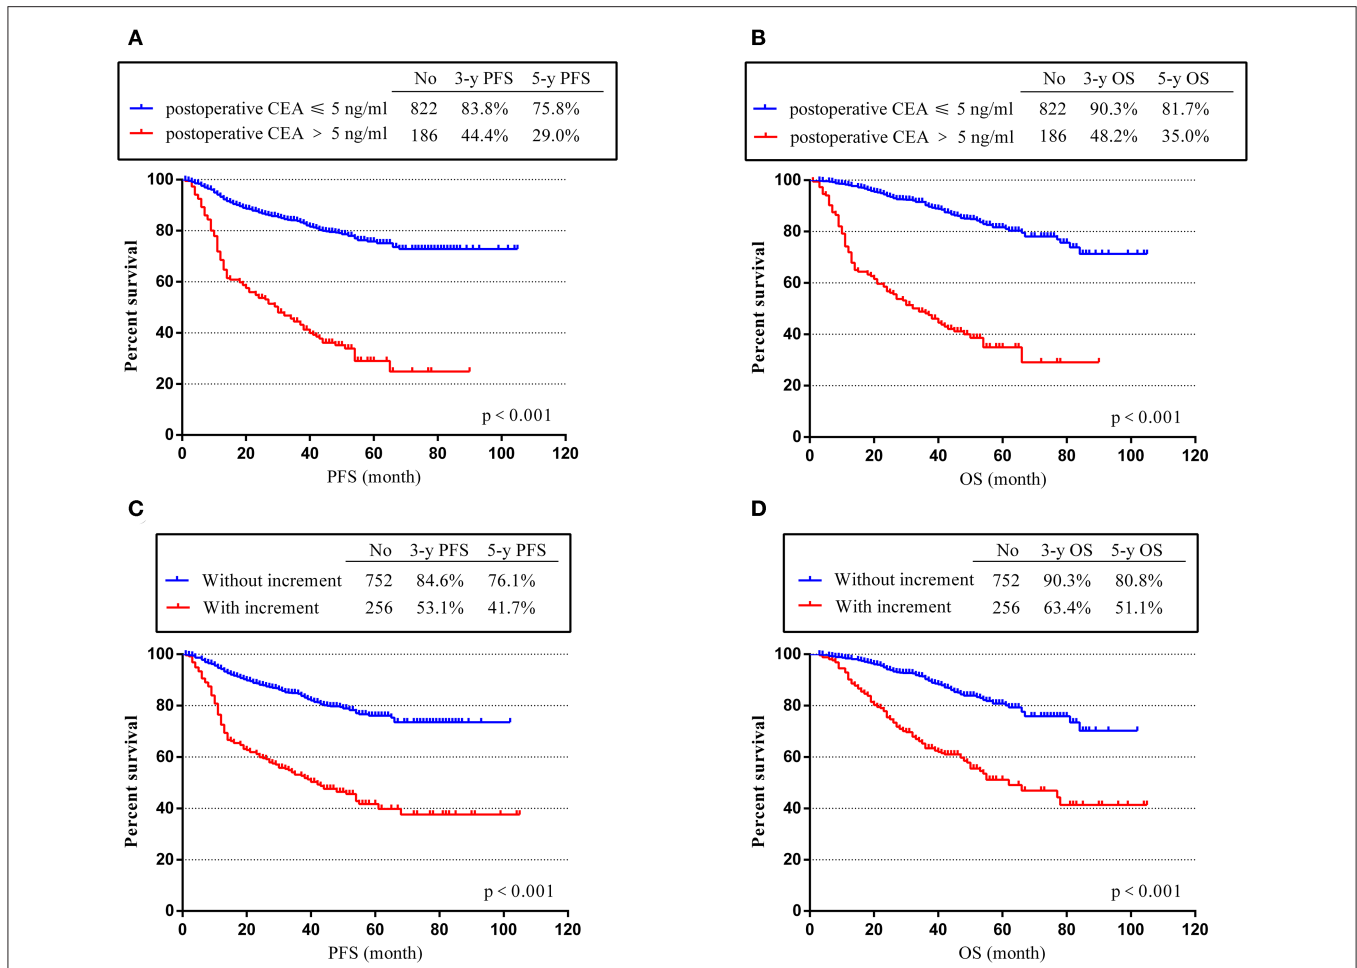 A
No 3-y PFS 5-y PFS
postoperative CEA ⩽ 5 ng/ml 822 83.8% 75.8%
postoperative CEA > 5 ng/ml 186 44.4% 29.0%
100
80
60
40
20
0
Percent survival
p < 0.001
0 20 40 60 80 100 120
PFS (month)
B
No 3-y OS 5-y OS
postoperative CEA ⩽ 5 ng/ml 822 90.3% 81.7%
postoperative CEA > 5 ng/ml 186 48.2% 35.0%
100
80
60
40
20
0
Percent survival
p < 0.001
0 20 40 60 80 100 120
OS (month)
C
No 3-y PFS 5-y PFS
Without increment 752 84.6% 76.1%
With increment 256 53.1% 41.7%
100
80
60
40
20
0
Percent survival
p < 0.001
0 20 40 60 80 100 120
PFS (month)
D
No 3-y OS 5-y OS
Without increment 752 90.3% 80.8%
With increment 256 63.4% 51.1%
100
80
60
40
20
0
Percent survival
p < 0.001
0 20 40 60 80 100 120
OS (month)